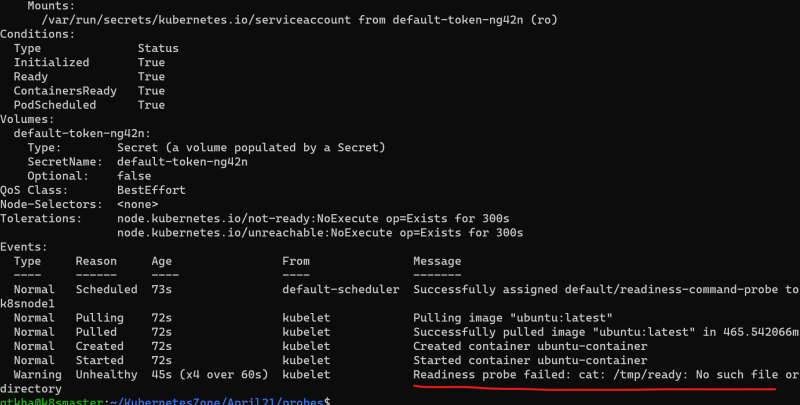 Mounts:
      /var/run/secrets/kubernetes.io/serviceaccount from default-token-ng42n (ro)
Conditions:
  Type              Status
  Initialized       True
  Ready             True
  ContainersReady   True
  PodScheduled      True
Volumes:
  default-token-ng42n:
    Type:        Secret (a volume populated by a Secret)
    SecretName:  default-token-ng42n
    Optional:    false
QoS Class:       BestEffort
Node-Selectors:  <none>
Tolerations:     node.kubernetes.io/not-ready:NoExecute op=Exists for 300s
                 node.kubernetes.io/unreachable:NoExecute op=Exists for 300s
Events:
  Type     Reason     Age                From               Message
  ----     ------     ----               ----               -------
  Normal   Scheduled  73s                default-scheduler  Successfully assigned default/readiness-command-probe to
k8snode1
  Normal   Pulling    72s                kubelet            Pulling image "ubuntu:latest"
  Normal   Pulled     72s                kubelet            Successfully pulled image "ubuntu:latest" in 465.542066m
  Normal   Created    72s                kubelet            Created container ubuntu-container
  Normal   Started    72s                kubelet            Started container ubuntu-container
  Warning  Unhealthy  45s (x4 over 60s)  kubelet            Readiness probe failed: cat: /tmp/ready: No such file or
directory
qtkha@k8smaster:~/KubernetesZone/April21/probes$